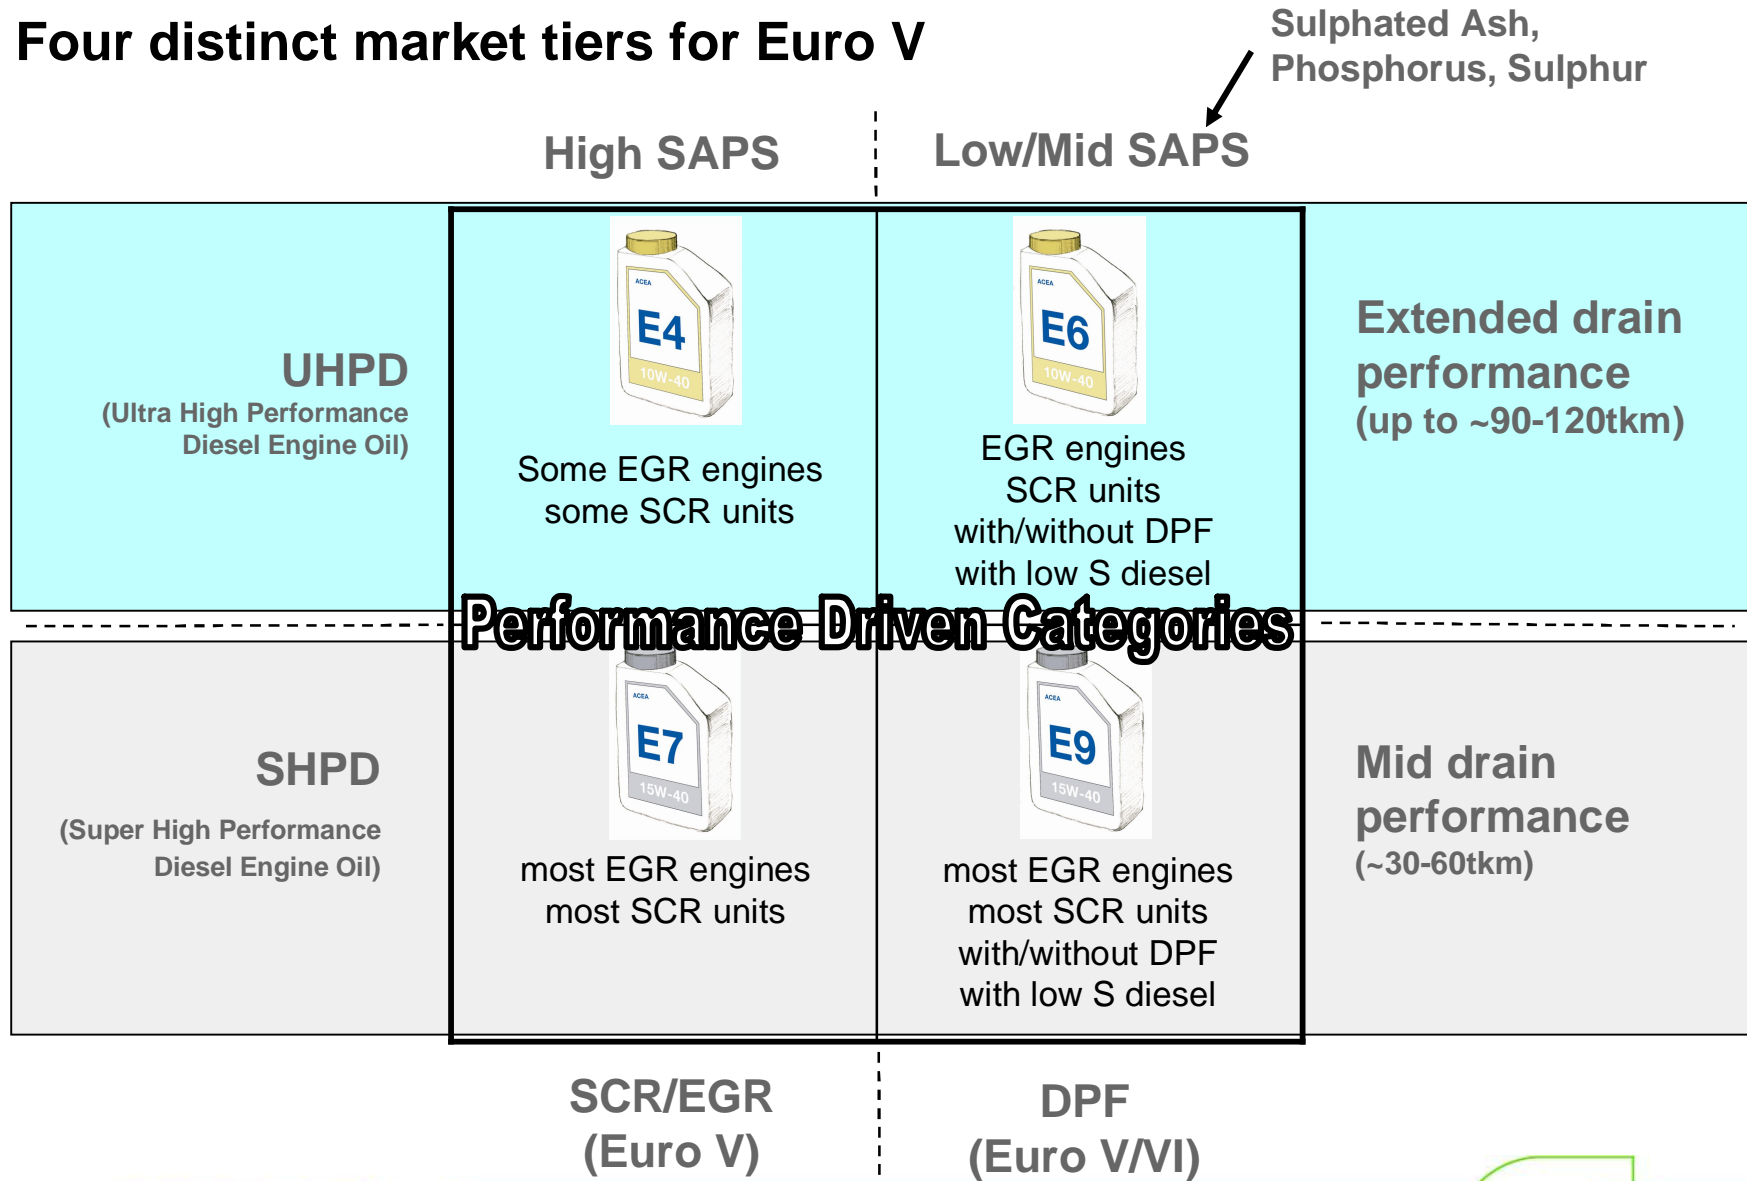 Four distinct market tiers for Euro V
Sulphated Ash,
Phosphorus, Sulphur
High SAPS
Low/Mid SAPS
UHPD
(Ultra High Performance
Diesel Engine Oil)
ACEA
E4
10W-40
Some EGR engines
some SCR units
ACEA
E6
10W-40
EGR engines
SCR units
with/without DPF
with low S diesel
Extended drain
performance
(up to ~90-120tkm)
Performance Driven Categories
SHPD
(Super High Performance
Diesel Engine Oil)
ACEA
E7
15W-40
most EGR engines
most SCR units
ACEA
E9
15W-40
most EGR engines
most SCR units
with/without DPF
with low S diesel
Mid drain
performance
(~30-60tkm)
SCR/EGR
(Euro V)
DPF
(Euro V/VI)